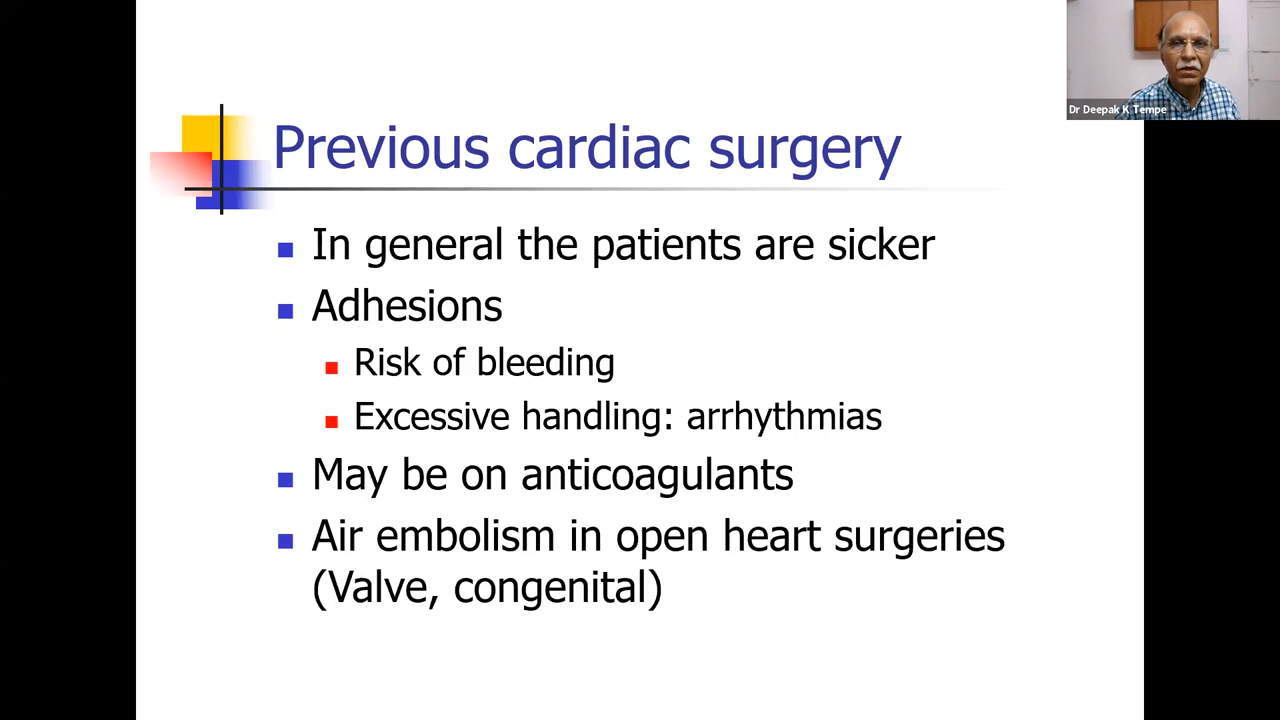 Dr Deepak K Tempe
Previous cardiac surgery
In general the patients are sicker
Adhesions
Risk of bleeding
Excessive handling: arrhythmias
May be on anticoagulants
Air embolism in open heart surgeries
(Valve, congenital)